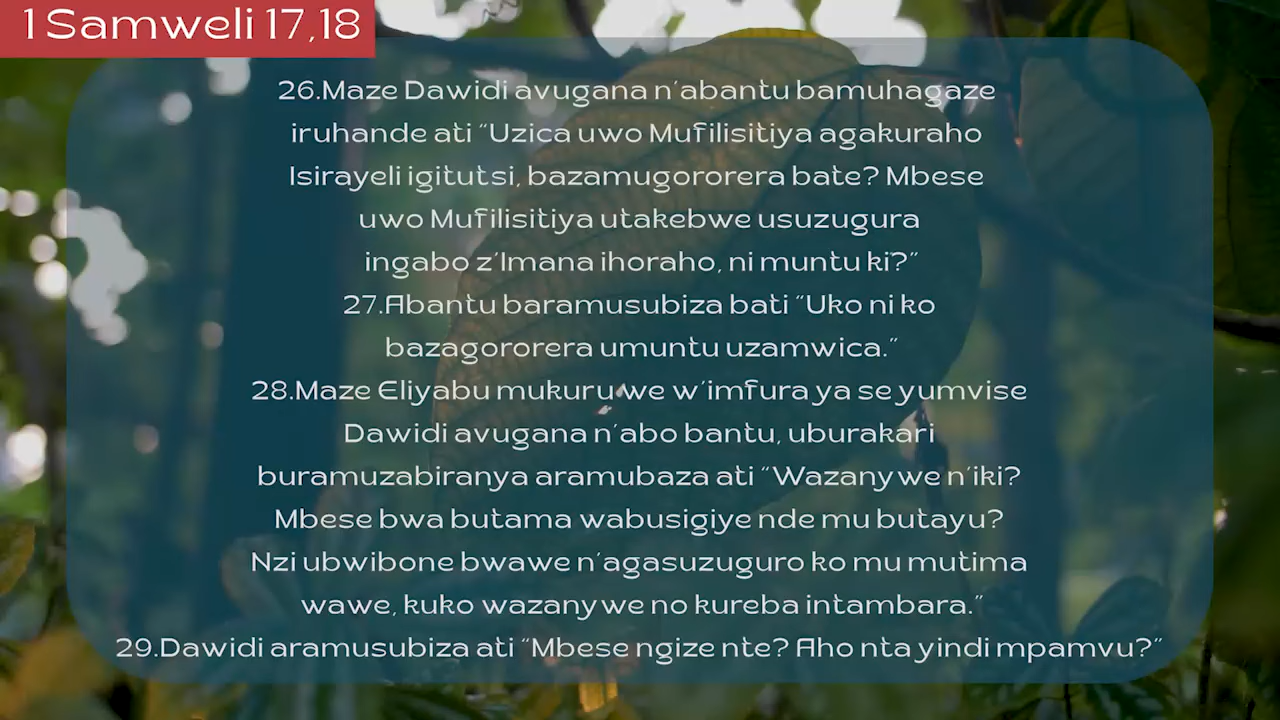 1 Samweli 17,18
26.Maze Dawidi avugana n'abantu bamuhagaze
iruhande ati “Uzica uwo Mufilisitiya agakuraho
Isirayeli igitutsi, bazamugororera bate? Mbese
uwo Mufilisitiya utakebwe usuzugura
ingabo z'Imana ihoraho, ni muntu ki?”
27.Abantu baramusubiza bati “Uko ni ko
bazagororera umuntu uzamwica.”
28.Maze Eliyabu mukuru we w'imfura ya se yumvise
Dawidi avugana n'abo bantu, uburakari
buramuzabiranya aramubaza ati “Wazanywe n'iki?
Mbese bwa butama wabusigiye nde mu butayu?
Nzi ubwibone bwawe n'agasuzuguro ko mu mutima
wawe, kuko wazanywe no kureba intambara.”
29.Dawidi aramusubiza ati “Mbese ngize nte? Aho nta yindi mpamvu?”